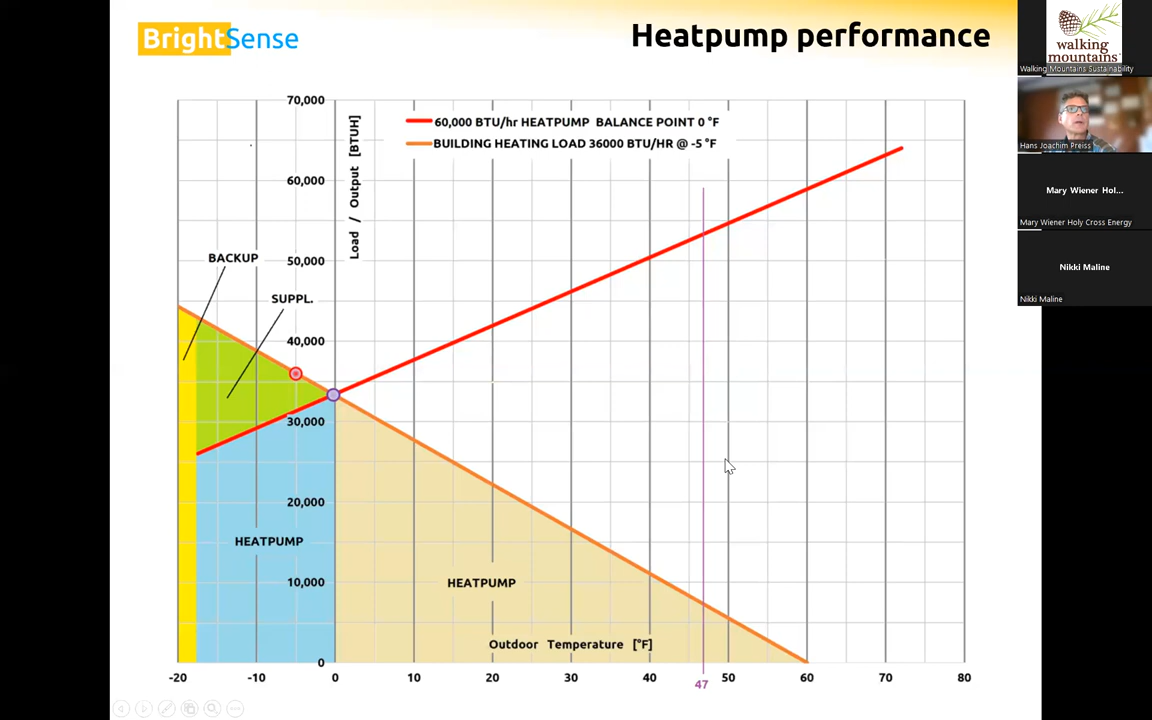 BrightSense
Heatpump performance
walking
mountains
Walking Mountains Sustainability
Hans Joachim Preiss
Mary Wiener Hol...
Mary Wiener Holy Cross Energy
Nikki Maline
Nikki Maline
60,000 BTU/hr HEATPUMP BALANCE POINT 0 °F
BUILDING HEATING LOAD 36000 BTU/HR @ -5 °F
Load / Output [BTUH]
70,000
60,000
50,000
40,000
30,000
20,000
10,000
0
BACKUP
SUPPL.
HEATPUMP
HEATPUMP
Outdoor Temperature [°F]
-20
-10
0
10
20
30
40
47
50
60
70
80